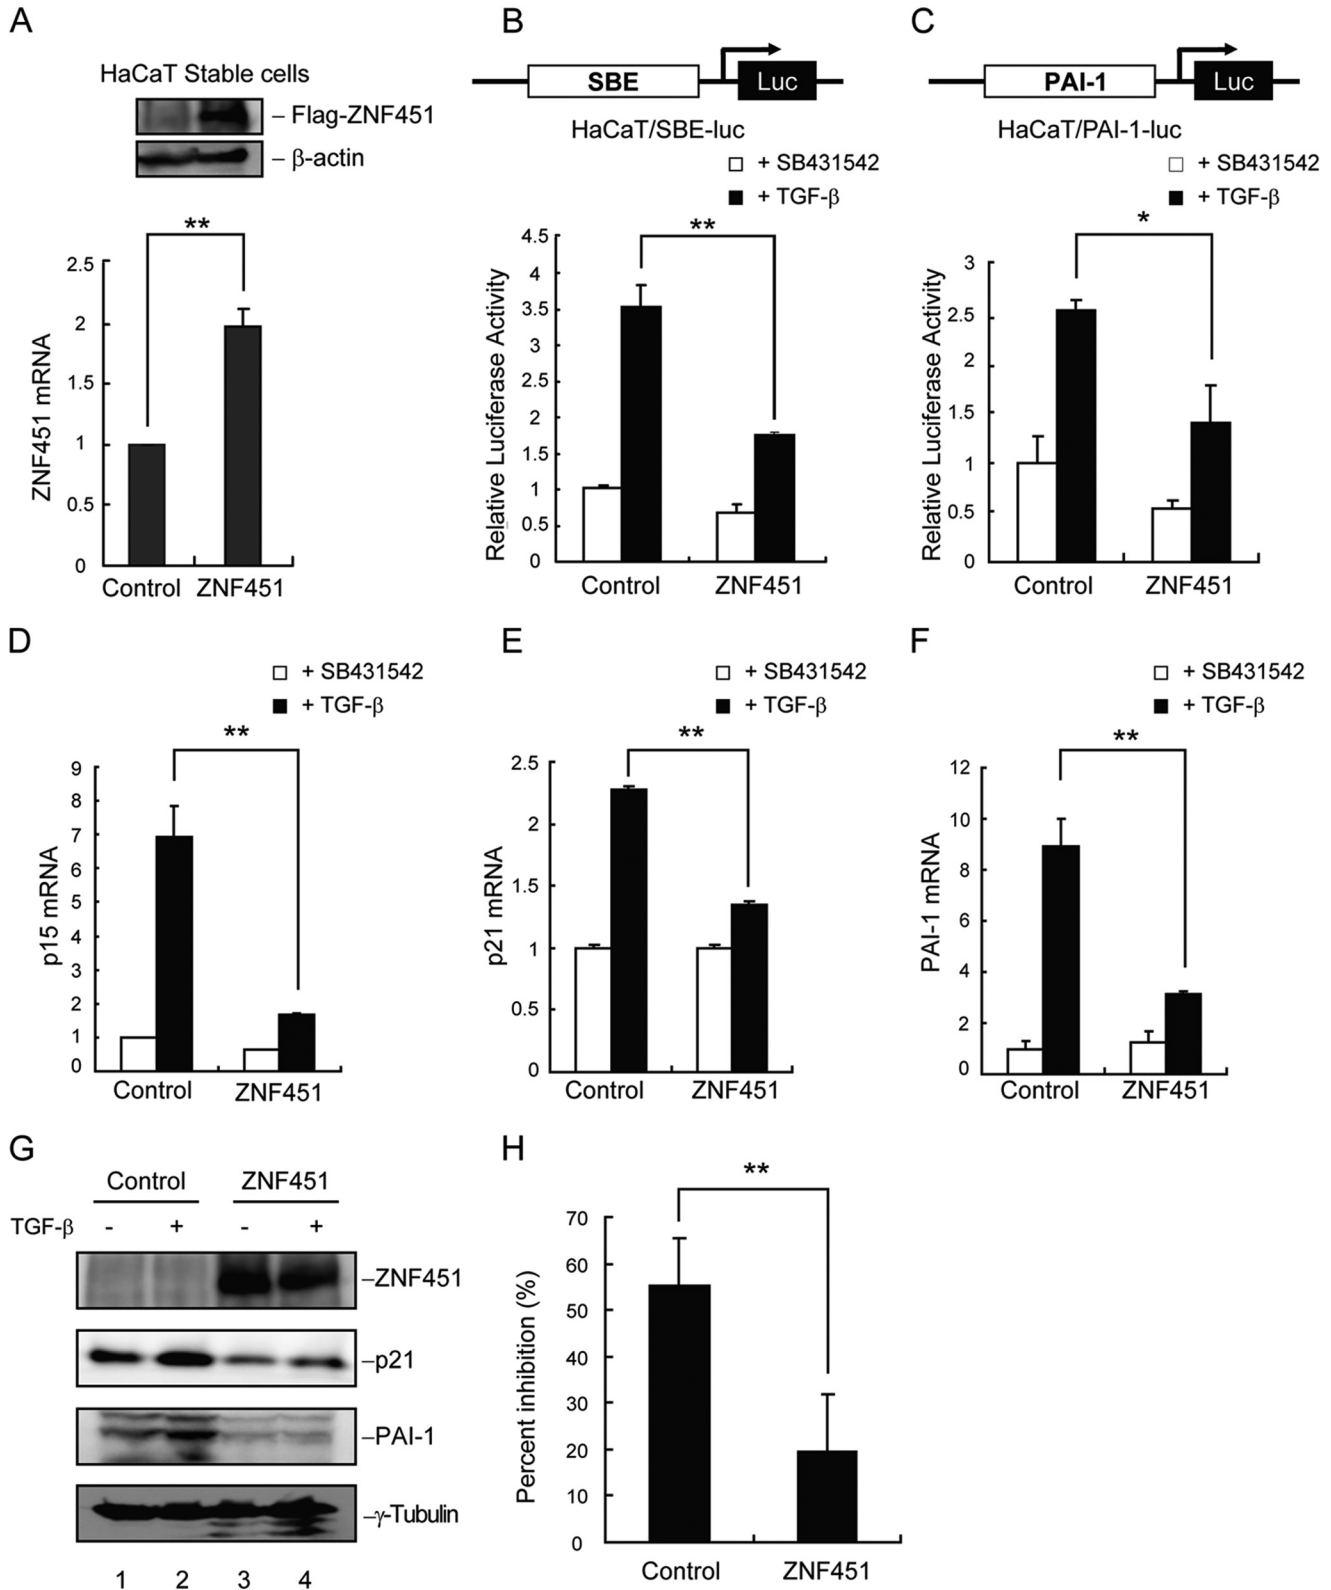 A
HaCaT Stable cells
– Flag-ZNF451
– β-actin
**
ZNF451 mRNA
2.5
2
1.5
1
0.5
0
Control ZNF451
B
SBE Luc
HaCaT/SBE-luc
+ SB431542
+ TGF-β
**
Relative Luciferase Activity
4.5
4
3.5
3
2.5
2
1.5
1
0.5
0
Control ZNF451
C
PAI-1 Luc
HaCaT/PAI-1-luc
+ SB431542
+ TGF-β
*
Relative Luciferase Activity
3
2.5
2
1.5
1
0.5
0
Control ZNF451
D
+ SB431542
+ TGF-β
**
p15 mRNA
9
8
7
6
5
4
3
2
1
0
Control ZNF451
E
+ SB431542
+ TGF-β
**
p21 mRNA
2.5
2
1.5
1
0.5
0
Control ZNF451
F
+ SB431542
+ TGF-β
**
PAI-1 mRNA
12
10
8
6
4
2
0
Control ZNF451
G
Control ZNF451
TGF-β - + - +
–ZNF451
–p21
–PAI-1
–γ-Tubulin
1 2 3 4
H
**
Percent inhibition (%)
70
60
50
40
30
20
10
0
Control ZNF451